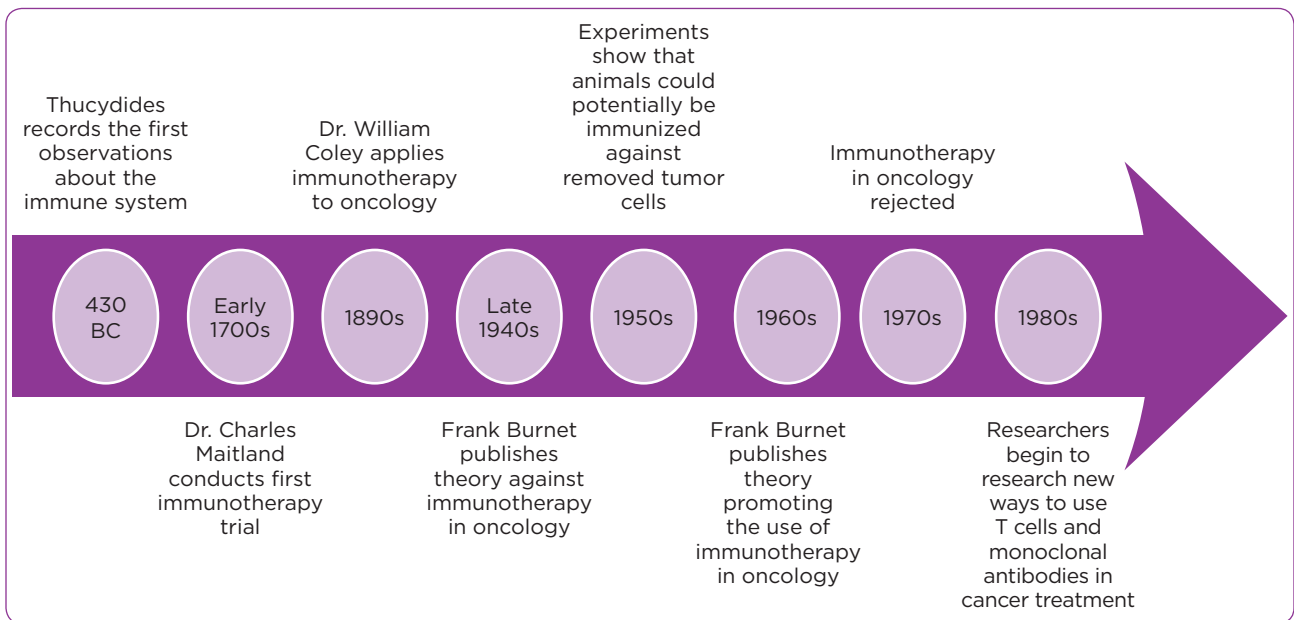 Thucydides
records the first
observations
about the
immune system
430
BC
Early
1700s
Dr. Charles
Maitland
conducts first
immunotherapy
trial
Dr. William
Coley applies
immunotherapy
to oncology
1890s
Late
1940s
Frank Burnet
publishes
theory against
immunotherapy
in oncology
Experiments
show that
animals could
potentially be
immunized
against
removed tumor
cells
1950s
1960s
Frank Burnet
publishes
theory
promoting
the use of
immunotherapy
in oncology
Immunotherapy
in oncology
rejected
1970s
1980s
Researchers
begin to
research new
ways to use
T cells and
monoclonal
antibodies in
cancer treatment